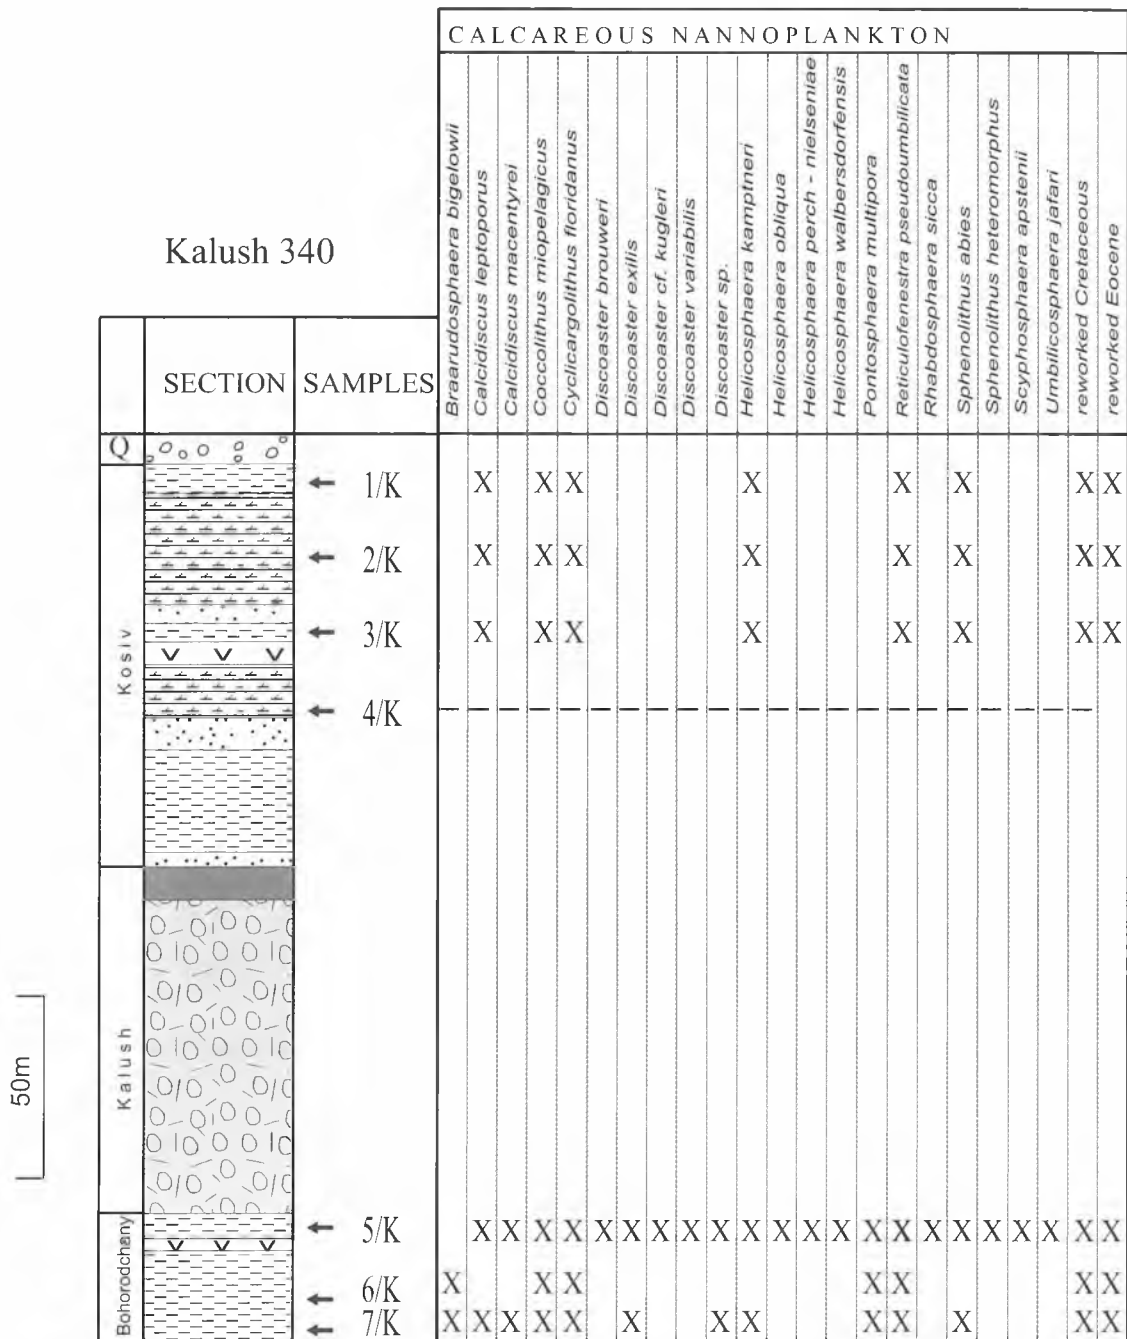 CALCAREOUS NANNOPLANKTON
Kalush 340
SECTION
SAMPLES
Braarudosphaera bigelowii
Calcidiscus leptoporus
Calcidiscus macentyrei
Coccolithus miopelagicus
Cyclicargolithus floridanus
Discoaster brouweri
Discoaster exilis
Discoaster cf. kugleri
Discoaster variabilis
Discoaster sp.
Helicosphaera kamptneri
Helicosphaera obliqua
Helicosphaera perch - nielseniae
Helicosphaera walbersdorfensis
Pontosphaera multipora
Reticulofenestra pseudoumbilicata
Rhabdosphaera sicca
Sphenolithus abies
Sphenolithus heteromorphus
Scyphosphaera apstenii
Umbilicosphaera jafari
reworked Cretaceous
reworked Eocene
Q
Kosiv
Kalush
Bohorodchany
50m
1/K X X X X X X X X
2/K X X X X X X X X
3/K X X X X X X X X
4/K
5/K X X X X X X X X X X X X X X X X X X X X X X
6/K X X X X X X X
7/K X X X X X X X X X X X X X